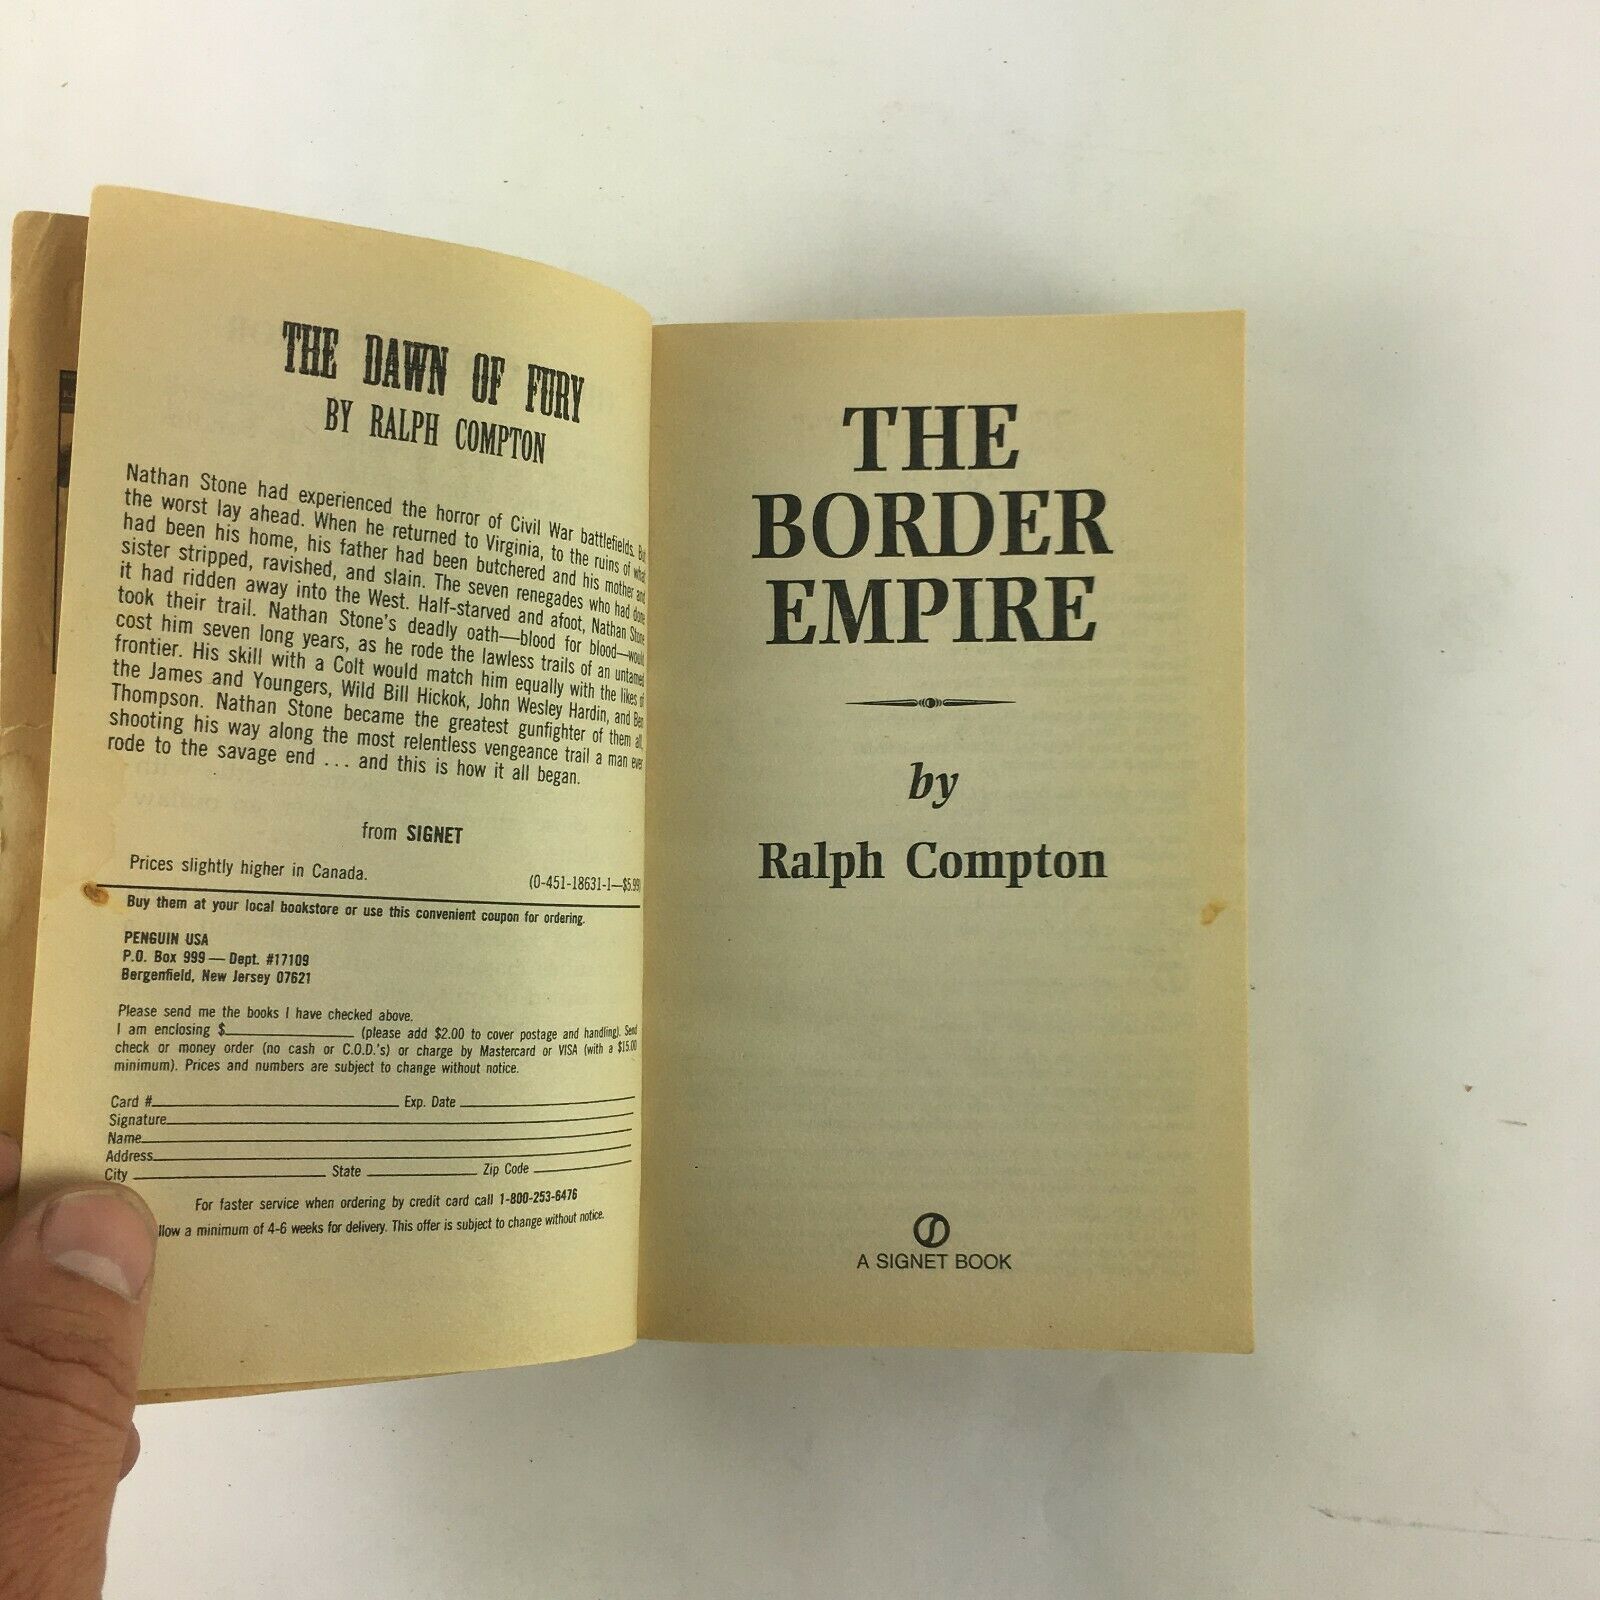 THE DAWN OF FURY
BY RALPH COMPTON
Nathan Stone had experienced the horror of Civil War battlefields. But
the worst lay ahead. When he returned to Virginia, to the ruins of what
had been his home, his father had been butchered and his mother and
sister stripped, ravished, and slain. The seven renegades who had done
it had ridden away into the West. Half-starved and afoot, Nathan Stone
took their trail. Nathan Stone's deadly oath—blood for blood—would
cost him seven long years, as he rode the lawless trails of an untamed
frontier. His skill with a Colt would match him equally with the likes of
the James and Youngers, Wild Bill Hickok, John Wesley Hardin, and Ben
Thompson. Nathan Stone became the greatest gunfighter of them all,
shooting his way along the most relentless vengeance trail a man ever
rode to the savage end ... and this is how it all began.
from SIGNET
Prices slightly higher in Canada.
(0-451-18631-1—$5.99)
Buy them at your local bookstore or use this convenient coupon for ordering.
PENGUIN USA
P.O. Box 999 — Dept. #17109
Bergenfield, New Jersey 07621
Please send me the books I have checked above.
I am enclosing $____________ (please add $2.00 to cover postage and handling). Send
check or money order (no cash or C.O.D.'s) or charge by Mastercard or VISA (with a $15.00
minimum). Prices and numbers are subject to change without notice.
Card #____________ Exp. Date ____________
Signature____________
Name____________
Address____________
City ____________ State ____________ Zip Code ____________
For faster service when ordering by credit card call 1-800-253-6476
llow a minimum of 4-6 weeks for delivery. This offer is subject to change without notice.
THE
BORDER
EMPIRE
by
Ralph Compton
A SIGNET BOOK